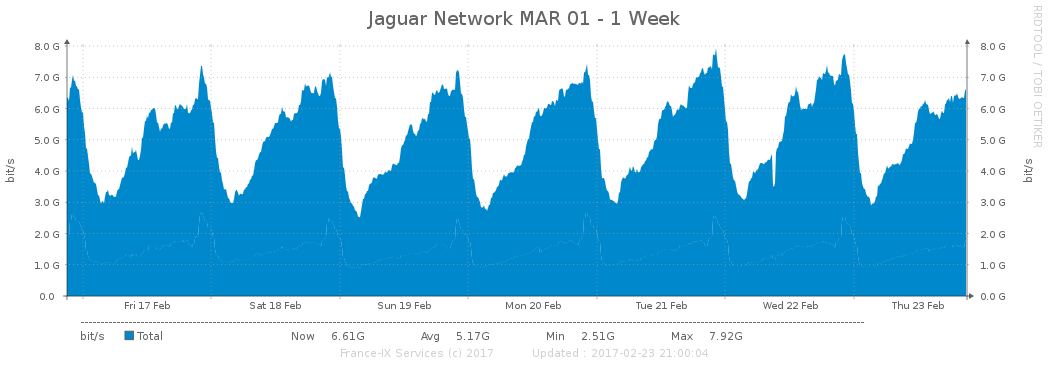 Jaguar Network MAR 01 - 1 Week
RRDTOOL / TOBI OETIKER
8.0 G 8.0 G
7.0 G 7.0 G
6.0 G 6.0 G
5.0 G 5.0 G
4.0 G 4.0 G
3.0 G 3.0 G
2.0 G 2.0 G
1.0 G 1.0 G
0.0 0.0 G
bit/s bit/s
Fri 17 Feb Sat 18 Feb Sun 19 Feb Mon 20 Feb Tue 21 Feb Wed 22 Feb Thu 23 Feb
bit/s Total Now 6.61G Avg 5.17G Min 2.51G Max 7.92G
France-IX Services (c) 2017 Updated : 2017-02-23 21:00:04